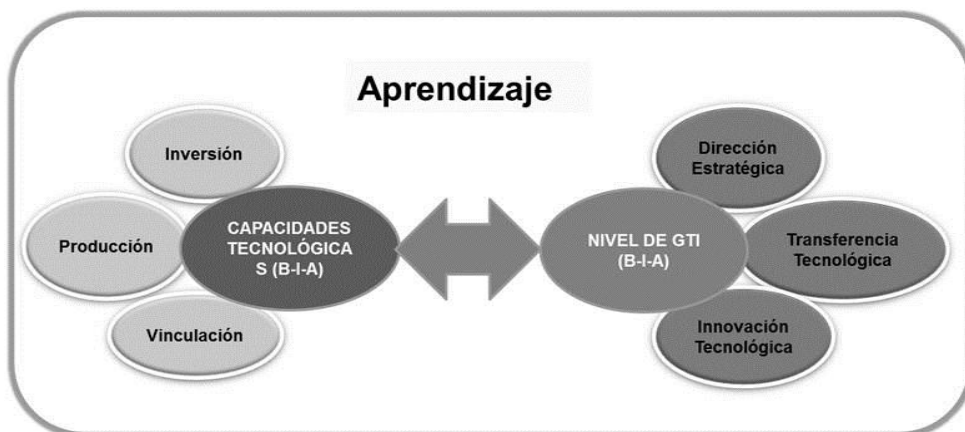 Aprendizaje
Inversión
Producción
Vinculación
CAPACIDADES
TECNOLÓGICA
S (B-I-A)
NIVEL DE GTI
(B-I-A)
Dirección
Estratégica
Transferencia
Tecnológica
Innovación
Tecnológica